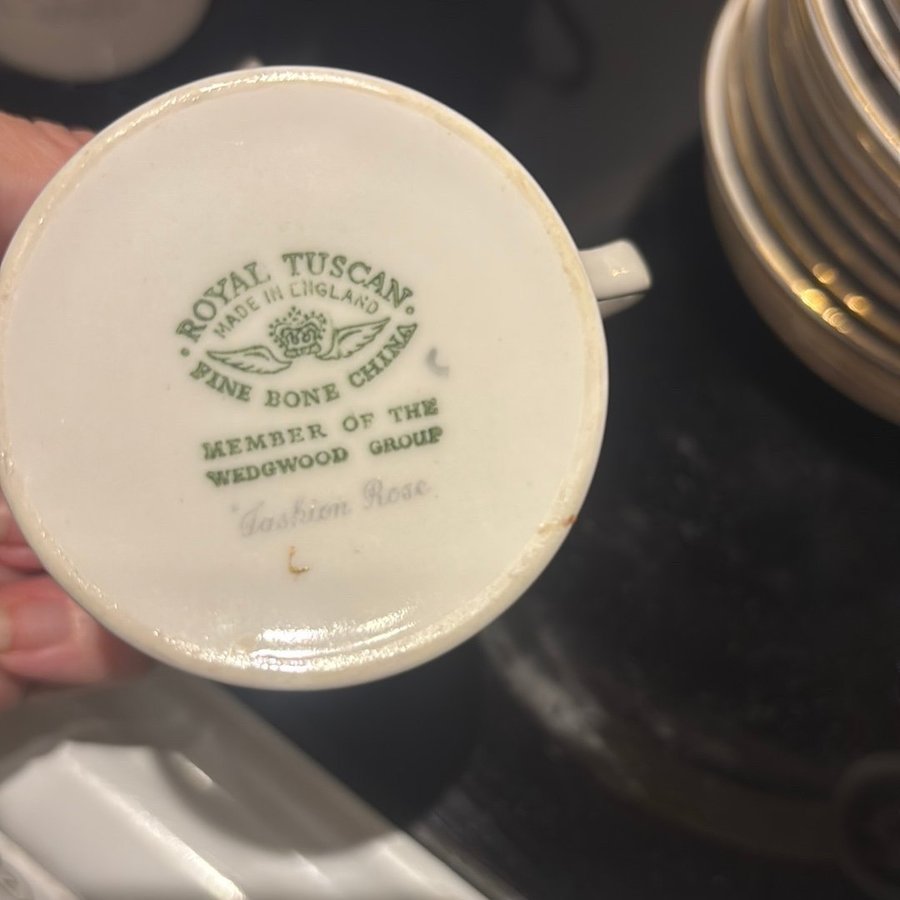 ROYAL TUSCAN
MADE IN ENGLAND
FINE BONE CHINA
MEMBER OF THE
WEDGWOOD GROUP
Fashion Rose